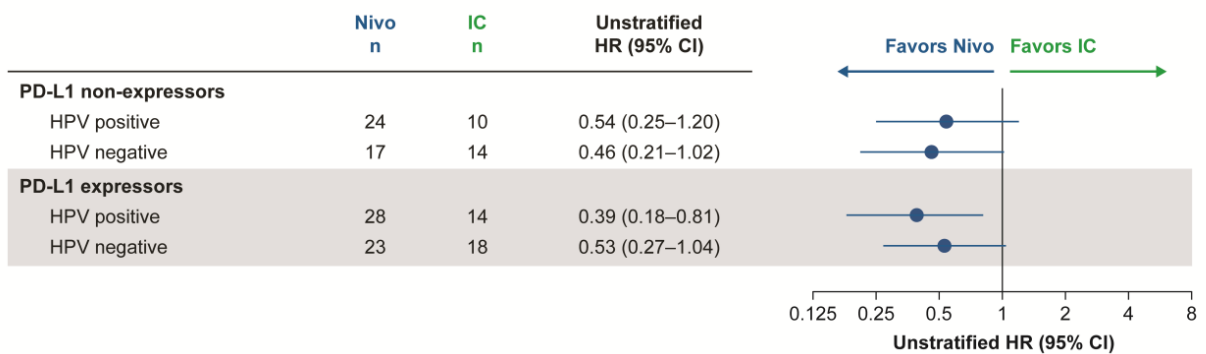 Nivo IC Unstratified
n n HR (95% CI)
Favors Nivo Favors IC
PD-L1 non-expressors
HPV positive 24 10 0.54 (0.25–1.20)
HPV negative 17 14 0.46 (0.21–1.02)
PD-L1 expressors
HPV positive 28 14 0.39 (0.18–0.81)
HPV negative 23 18 0.53 (0.27–1.04)
0.125 0.25 0.5 1 2 4 8
Unstratified HR (95% CI)